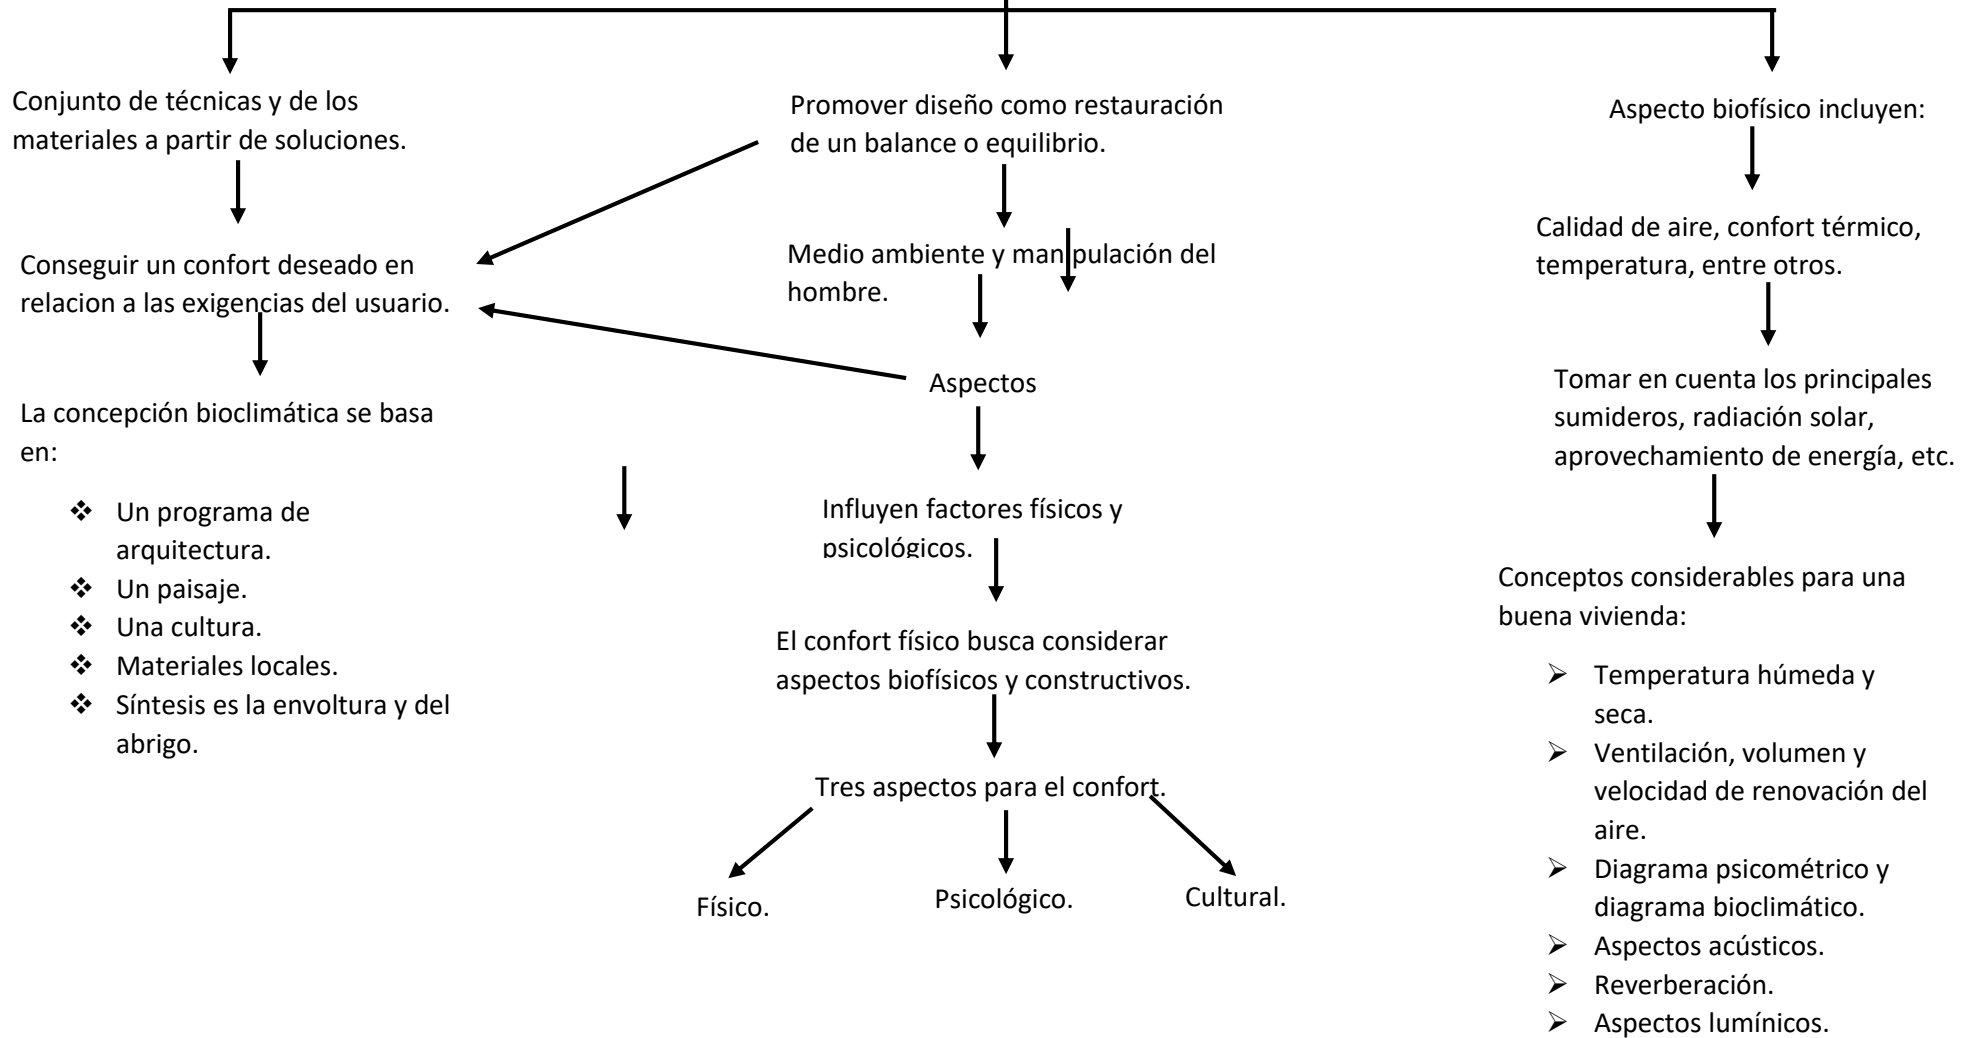 Conjunto de técnicas y de los
materiales a partir de soluciones.
Conseguir un confort deseado en
relacion a las exigencias del usuario.
La concepción bioclimática se basa
en:
❖ Un programa de
arquitectura.
❖ Un paisaje.
❖ Una cultura.
❖ Materiales locales.
❖ Síntesis es la envoltura y del
abrigo.
Promover diseño como restauración
de un balance o equilibrio.
Medio ambiente y manipulación del
hombre.
Aspectos
Influyen factores físicos y
psicológicos.
El confort físico busca considerar
aspectos biofísicos y constructivos.
Tres aspectos para el confort.
Físico.
Psicológico.
Cultural.
Aspecto biofísico incluyen:
Calidad de aire, confort térmico,
temperatura, entre otros.
Tomar en cuenta los principales
sumideros, radiación solar,
aprovechamiento de energía, etc.
Conceptos considerables para una
buena vivienda:
➢ Temperatura húmeda y
seca.
➢ Ventilación, volumen y
velocidad de renovación del
aire.
➢ Diagrama psicométrico y
diagrama bioclimático.
➢ Aspectos acústicos.
➢ Reverberación.
➢ Aspectos lumínicos.